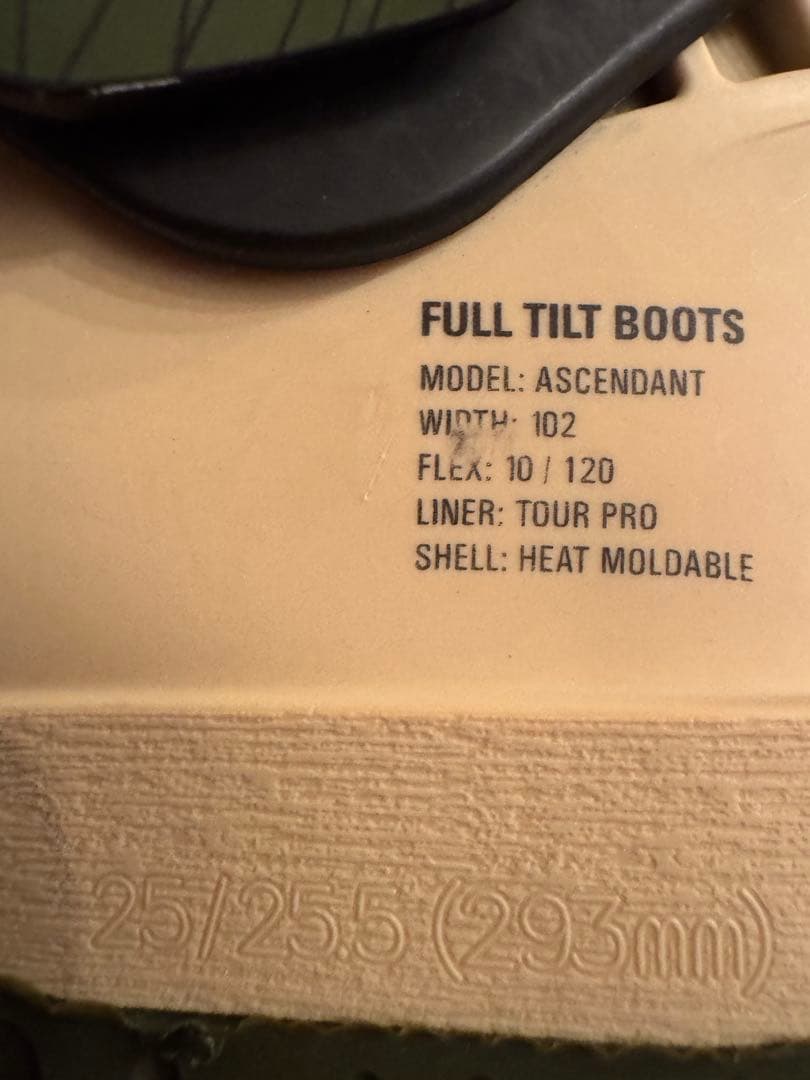 FULL TILT BOOTS
MODEL: ASCENDANT
WIDTH: 102
FLEX: 10 / 120
LINER: TOUR PRO
SHELL: HEAT MOLDABLE
25/25.5 (293mm)